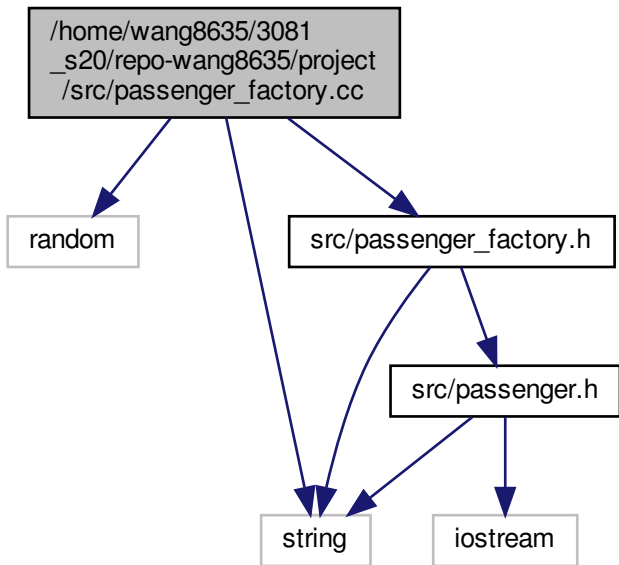 /home/wang8635/3081
_s20/repo-wang8635/project
/src/passenger_factory.cc
random
src/passenger_factory.h
src/passenger.h
string
iostream